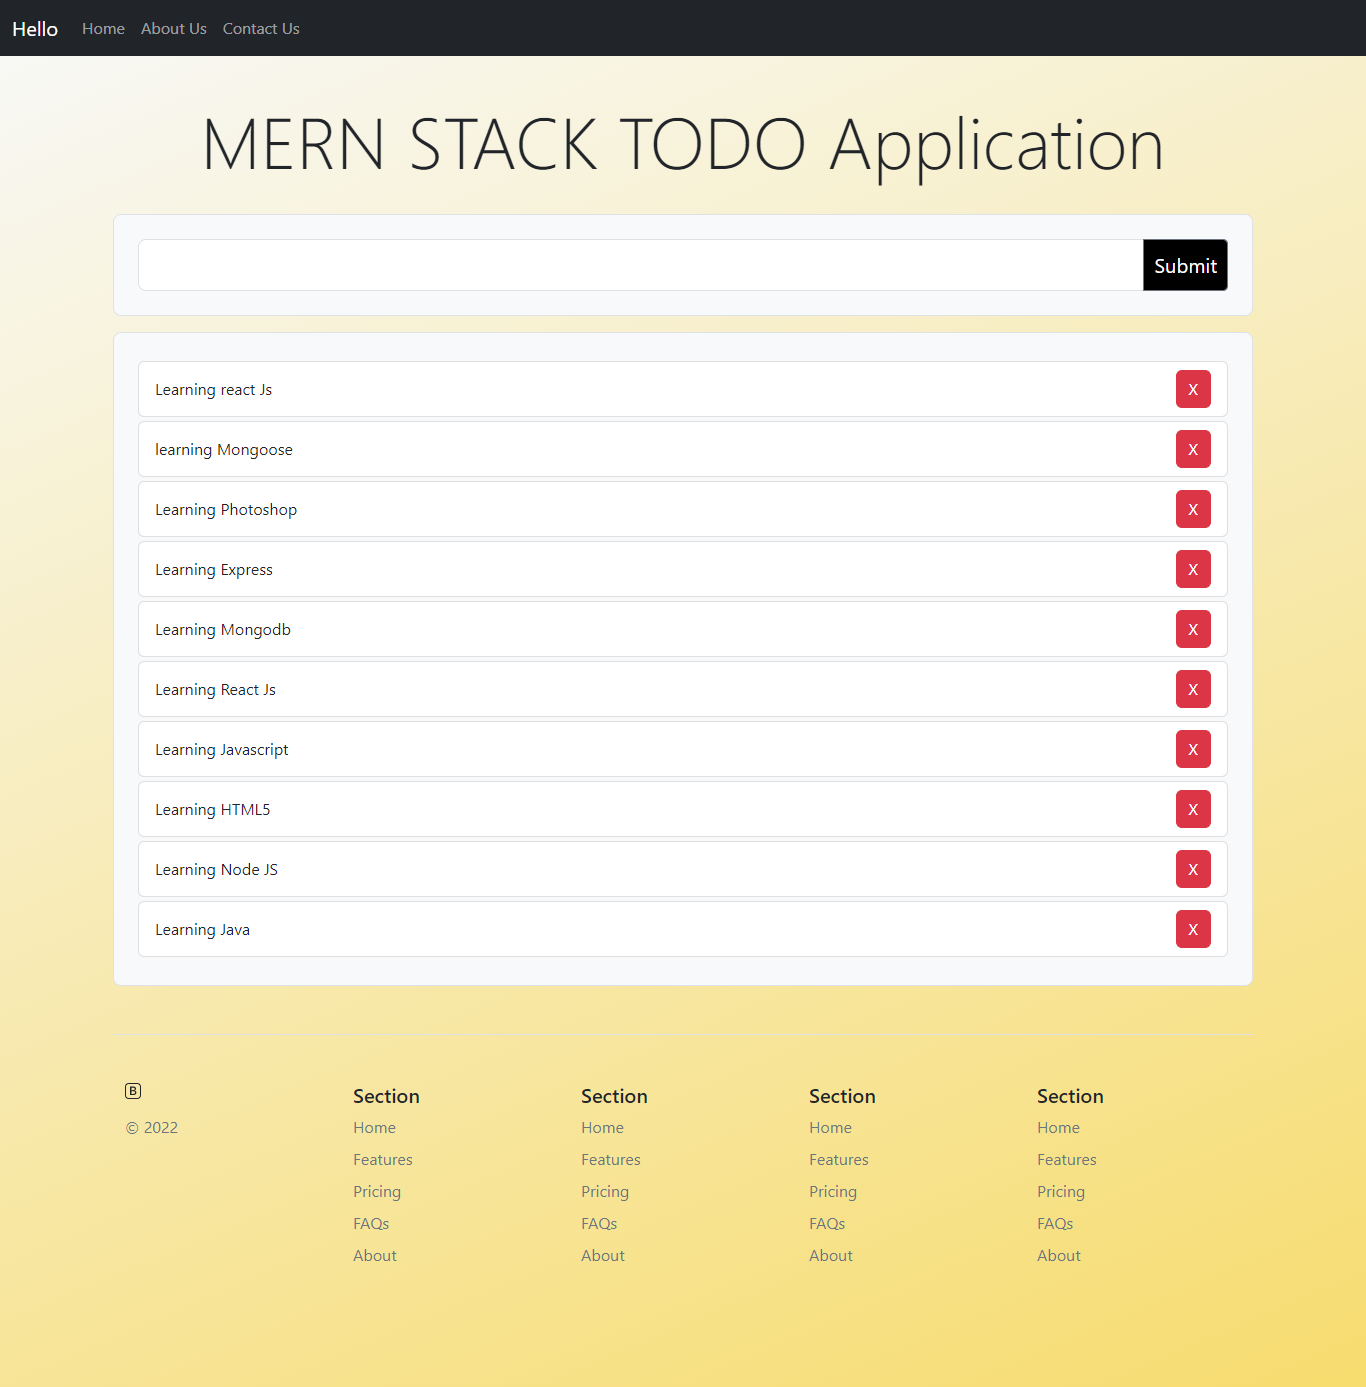 Hello Home About Us Contact Us
MERN STACK TODO Application
Submit
Learning react Js X
learning Mongoose X
Learning Photoshop X
Learning Express X
Learning Mongodb X
Learning React Js X
Learning Javascript X
Learning HTML5 X
Learning Node JS X
Learning Java X
B
© 2022
Section
Home
Features
Pricing
FAQs
About
Section
Home
Features
Pricing
FAQs
About
Section
Home
Features
Pricing
FAQs
About
Section
Home
Features
Pricing
FAQs
About